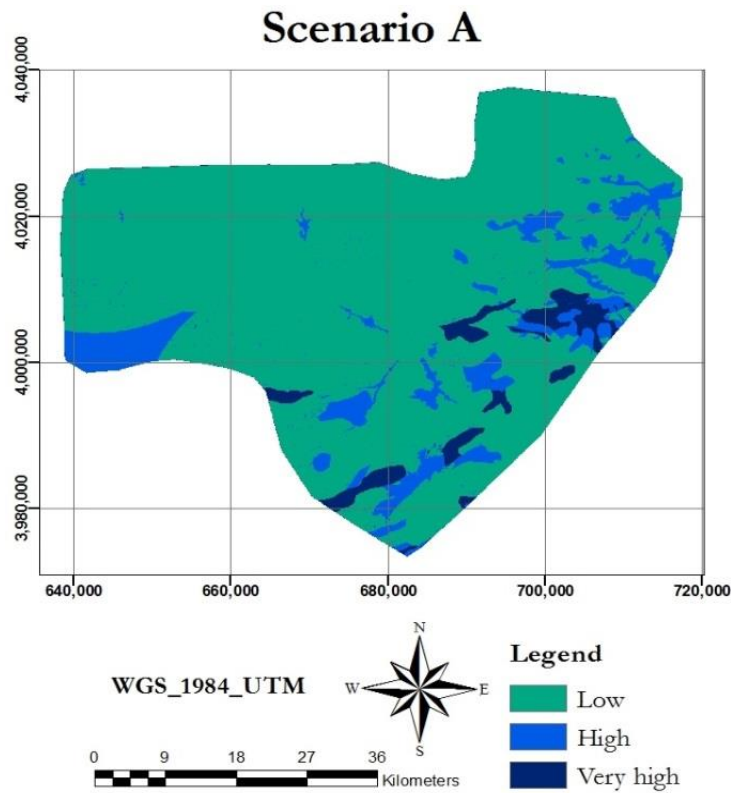 Scenario A
4,040,000
4,020,000
4,000,000
3,980,000
640,000 660,000 680,000 700,000 720,000
N
W E
S
WGS_1984_UTM
0 9 18 27 36
Kilometers
Legend
Low
High
Very high